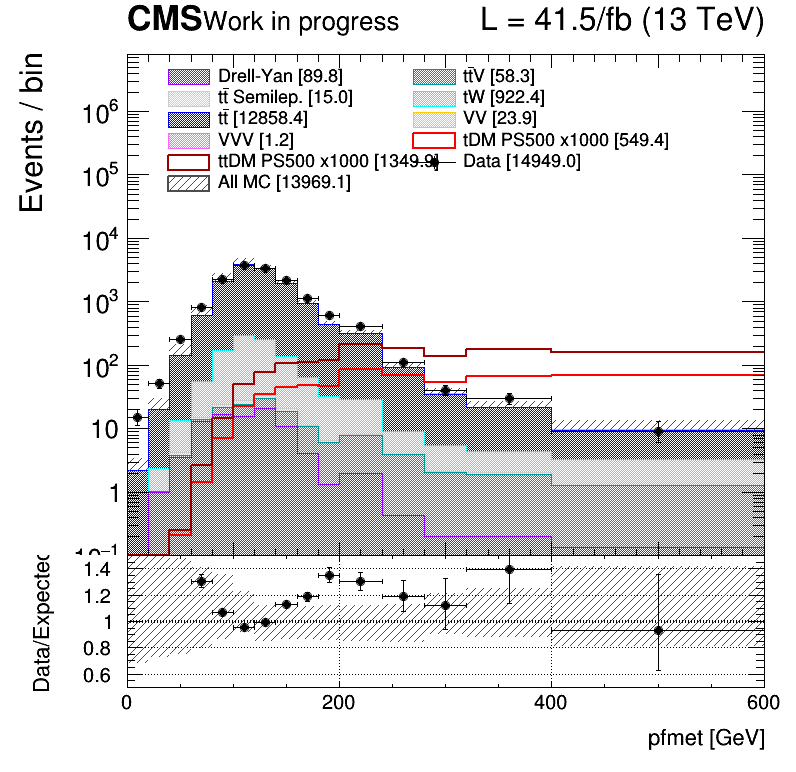 CMS Work in progress L = 41.5/fb (13 TeV)
Events / bin
Drell-Yan [89.8] tt̄V [58.3]
tt̄ Semilep. [15.0] tW [922.4]
tt̄ [12858.4] VV [23.9]
VVV [1.2] tDM PS500 x1000 [549.4]
ttDM PS500 x1000 [1349.9] Data [14949.0]
All MC [13969.1]
10⁶
10⁵
10⁴
10³
10²
10
1
10⁻¹
Data/Expected
1.4
1.2
1
0.8
0.6
0 200 400 600
pfmet [GeV]